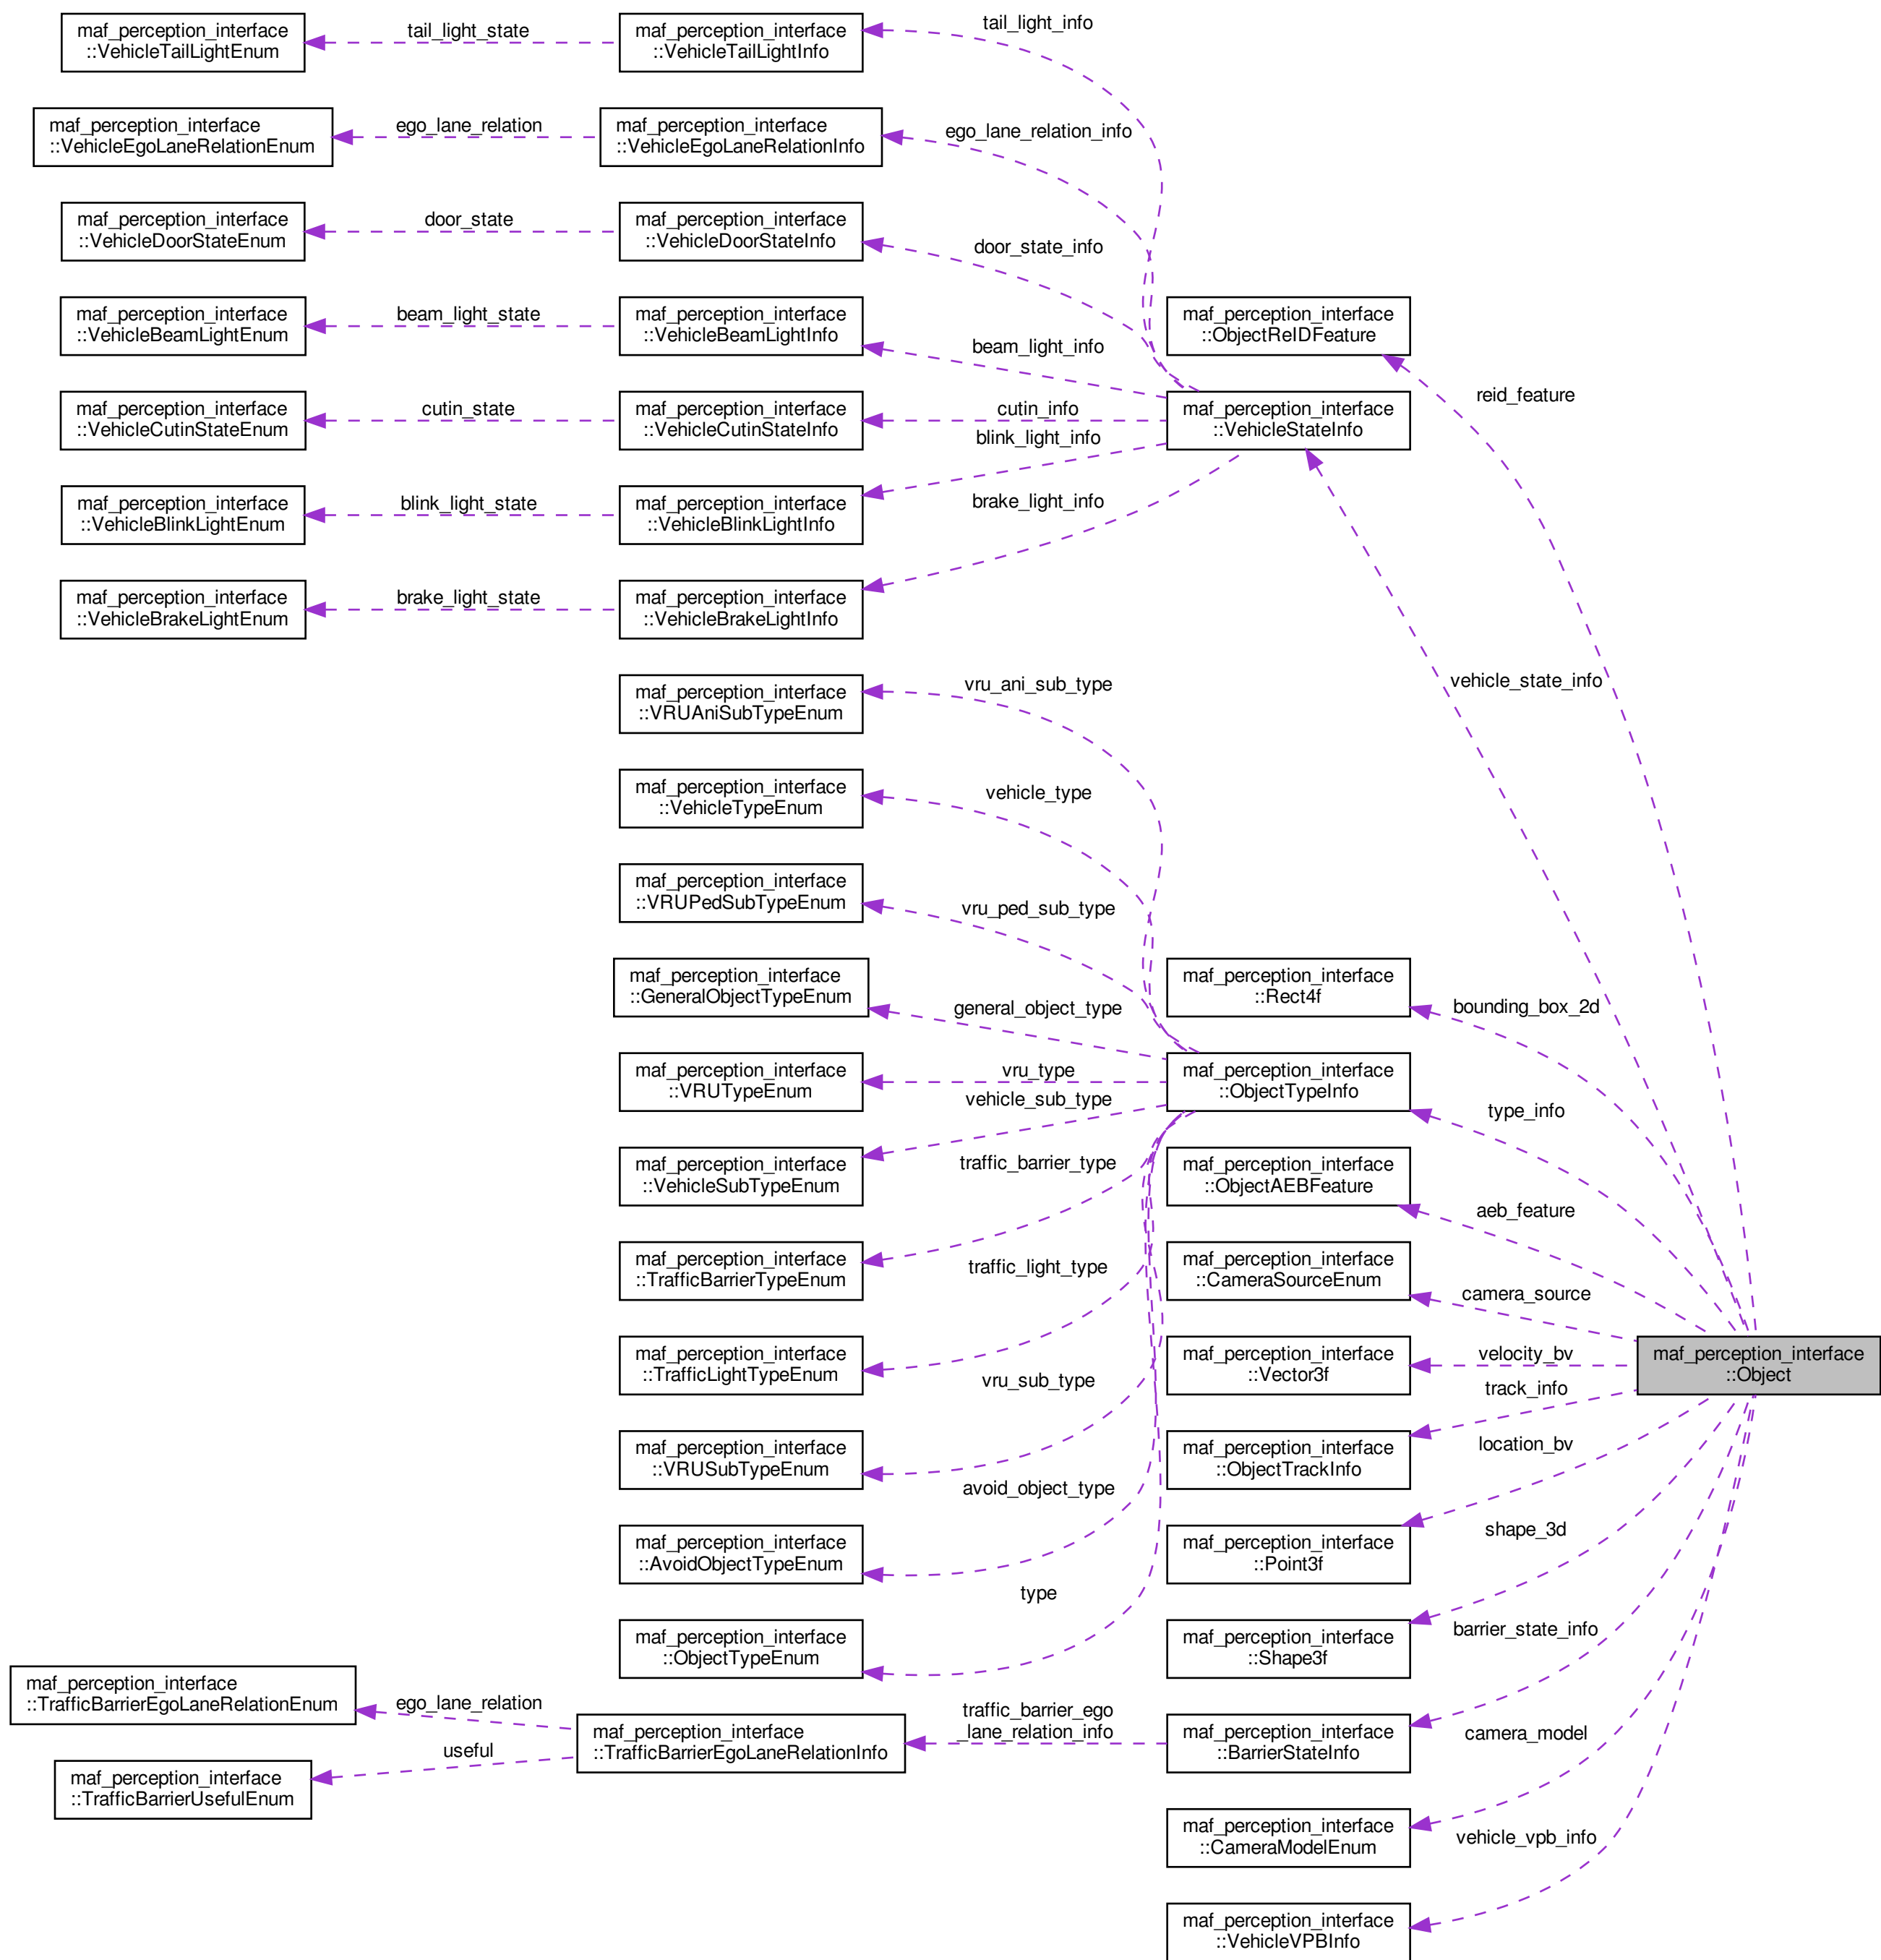 maf_perception_interface
::VehicleTailLightEnum
tail_light_state
maf_perception_interface
::VehicleTailLightInfo
tail_light_info
maf_perception_interface
::VehicleEgoLaneRelationEnum
ego_lane_relation
maf_perception_interface
::VehicleEgoLaneRelationInfo
ego_lane_relation_info
maf_perception_interface
::VehicleDoorStateEnum
door_state
maf_perception_interface
::VehicleDoorStateInfo
door_state_info
maf_perception_interface
::VehicleBeamLightEnum
beam_light_state
maf_perception_interface
::VehicleBeamLightInfo
beam_light_info
maf_perception_interface
::ObjectReIDFeature
reid_feature
maf_perception_interface
::VehicleCutinStateEnum
cutin_state
maf_perception_interface
::VehicleCutinStateInfo
cutin_info
maf_perception_interface
::VehicleStateInfo
blink_light_info
maf_perception_interface
::VehicleBlinkLightEnum
blink_light_state
maf_perception_interface
::VehicleBlinkLightInfo
brake_light_info
maf_perception_interface
::VehicleBrakeLightEnum
brake_light_state
maf_perception_interface
::VehicleBrakeLightInfo
vehicle_state_info
maf_perception_interface
::VRUAniSubTypeEnum
vru_ani_sub_type
maf_perception_interface
::VehicleTypeEnum
vehicle_type
maf_perception_interface
::VRUPedSubTypeEnum
vru_ped_sub_type
maf_perception_interface
::GeneralObjectTypeEnum
general_object_type
maf_perception_interface
::Rect4f
bounding_box_2d
maf_perception_interface
::VRUTypeEnum
vru_type
maf_perception_interface
::ObjectTypeInfo
type_info
vehicle_sub_type
maf_perception_interface
::VehicleSubTypeEnum
traffic_barrier_type
maf_perception_interface
::ObjectAEBFeature
aeb_feature
maf_perception_interface
::TrafficBarrierTypeEnum
traffic_light_type
maf_perception_interface
::CameraSourceEnum
camera_source
maf_perception_interface
::TrafficLightTypeEnum
vru_sub_type
maf_perception_interface
::Vector3f
velocity_bv
maf_perception_interface
::Object
track_info
maf_perception_interface
::VRUSubTypeEnum
avoid_object_type
maf_perception_interface
::ObjectTrackInfo
location_bv
maf_perception_interface
::AvoidObjectTypeEnum
type
maf_perception_interface
::Point3f
shape_3d
maf_perception_interface
::ObjectTypeEnum
maf_perception_interface
::Shape3f
barrier_state_info
maf_perception_interface
::TrafficBarrierEgoLaneRelationEnum
ego_lane_relation
maf_perception_interface
::TrafficBarrierEgoLaneRelationInfo
traffic_barrier_ego
_lane_relation_info
maf_perception_interface
::BarrierStateInfo
camera_model
useful
maf_perception_interface
::TrafficBarrierUsefulEnum
maf_perception_interface
::CameraModelEnum
vehicle_vpb_info
maf_perception_interface
::VehicleVPBInfo